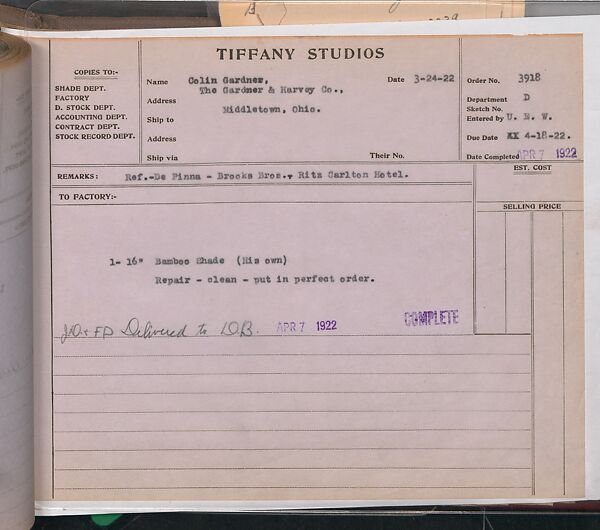 TIFFANY STUDIOS
COPIES TO:-
SHADE DEPT.
FACTORY
D. STOCK DEPT.
ACCOUNTING DEPT.
CONTRACT DEPT.
STOCK RECORD DEPT.
Name Colin Gardner, Date 3-24-22
The Gardner & Harvey Co.,
Address
Middletown, Ohio.
Ship to
Address
Ship via Their No.
Order No. 3918
Department D
Sketch No.
Entered by U. E. W.
Due Date XX 4-18-22.
Date Completed APR 7 1922
REMARKS: Ref.-De Pinna - Brooks Bros., Ritz Carlton Hotel.
EST. COST
TO FACTORY:-
SELLING PRICE
1- 16" Bamboo Shade (His own)
Repair - clean - put in perfect order.
Delivered to APR 7 1922 COMPLETE